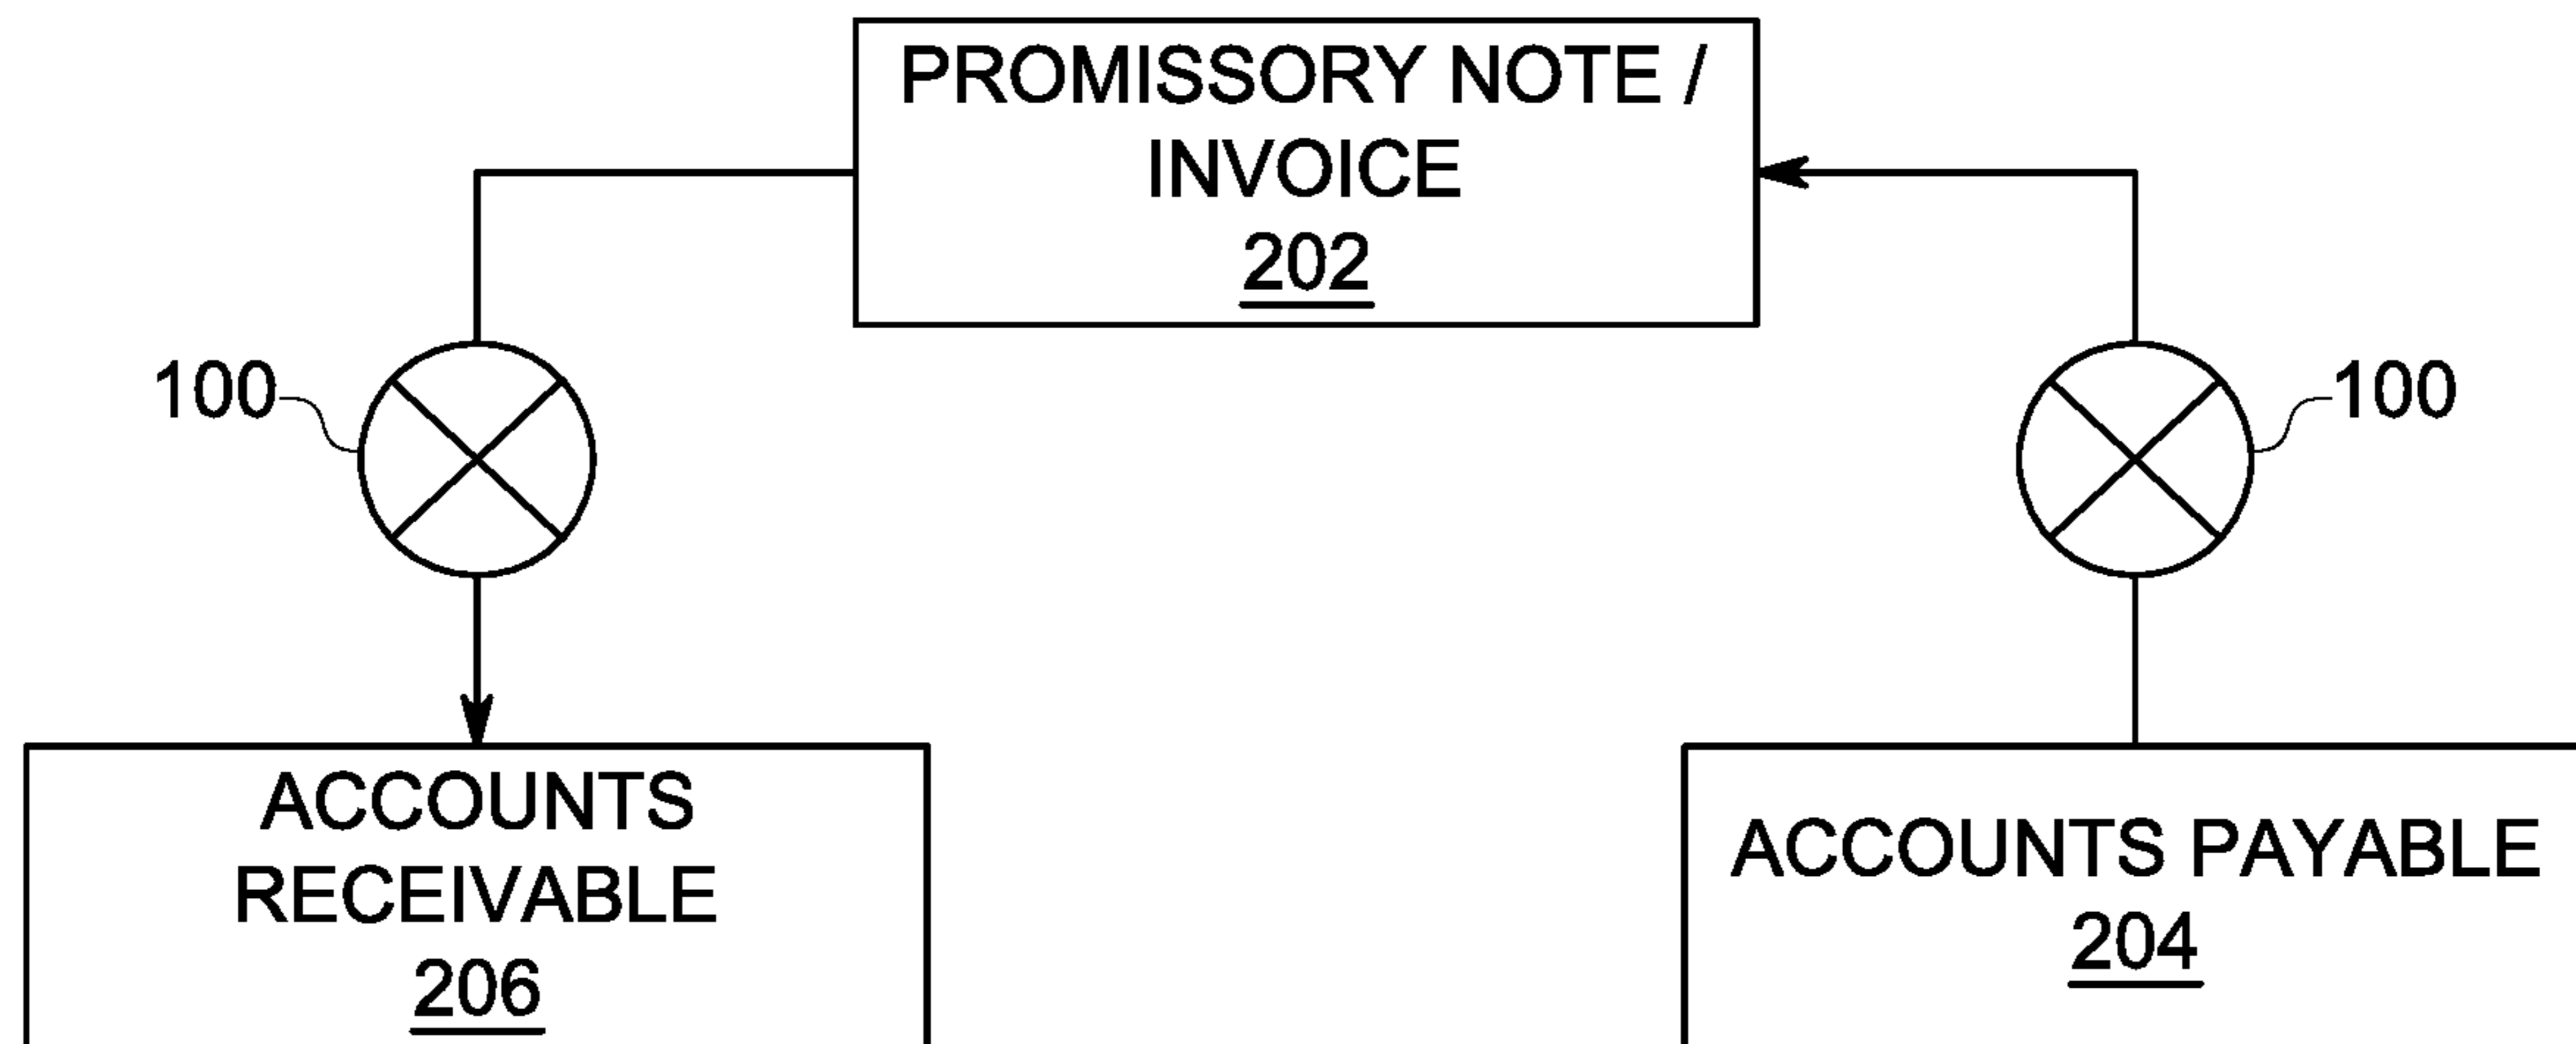 PROMISSORY NOTE /
INVOICE
202
100
100
ACCOUNTS
RECEIVABLE
206
ACCOUNTS PAYABLE
204